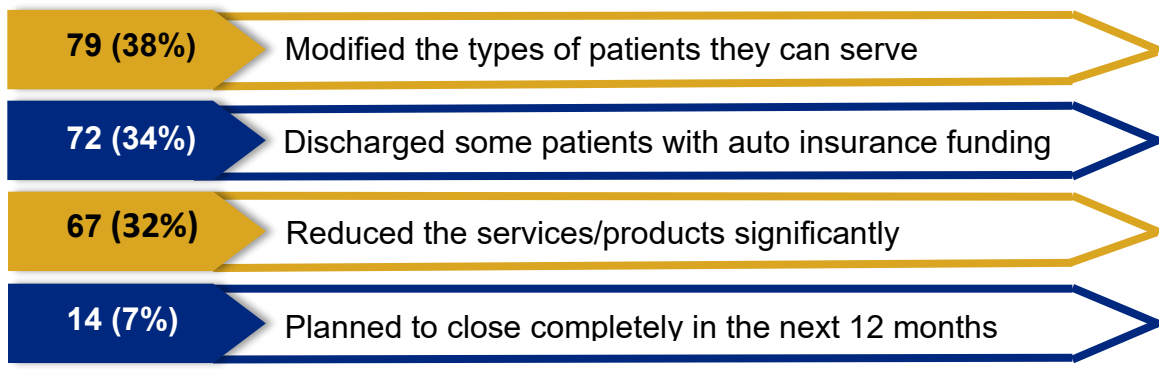 79 (38%) Modified the types of patients they can serve
72 (34%) Discharged some patients with auto insurance funding
67 (32%) Reduced the services/products significantly
14 (7%) Planned to close completely in the next 12 months